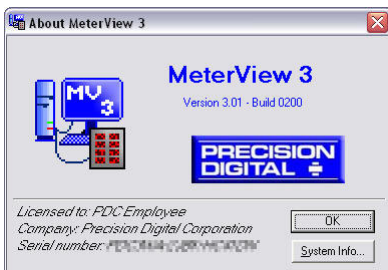 About MeterView 3
MV
3
MeterView 3
Version 3.01 - Build 0200
PRECISION
DIGITAL
Licensed to: PDC Employee
Company: Precision Digital Corporation
Serial number:
OK
System Info...